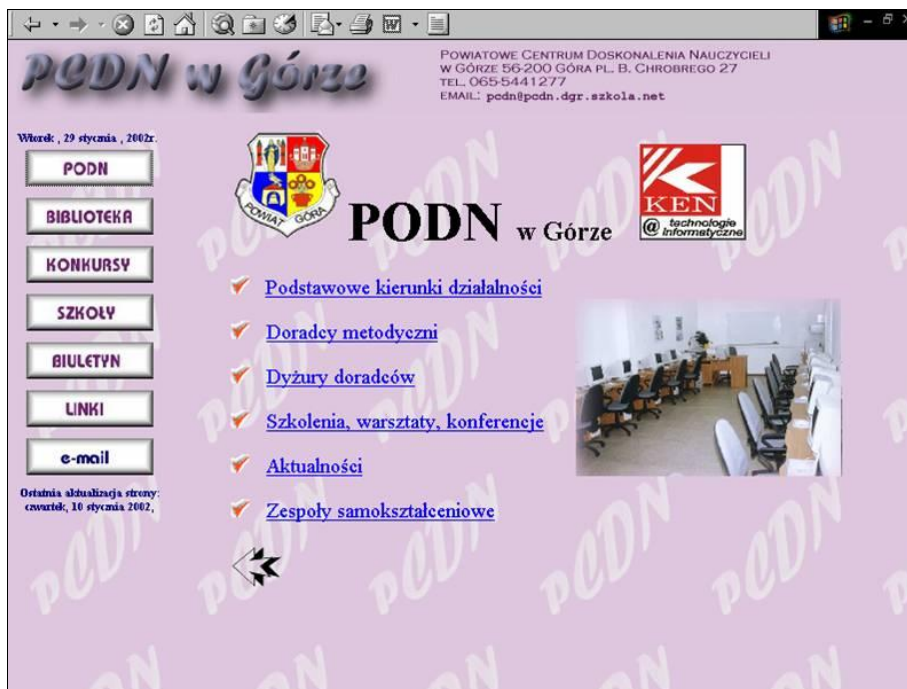 PCDN w Górze
POWIATOWE CENTRUM DOSKONALENIA NAUCZYCIELI
W GÓRZE 56-200 GÓRA PL. B. CHROBREGO 27
TEL. 065-5441277
EMAIL: podn@podn.dgr.szkola.net
Wtorek , 29 stycznia , 2002r.
PODN
BIBLIOTEKA
KONKURSY
SZKOŁY
BIULETYN
LINKI
e-mail
Ostatnia aktualizacja strony:
czwartek, 10 stycznia 2002,
POWIAT GÓRA
PODN w Górze
KEN
@ technologie
informatyczne
Podstawowe kierunki działalności
Doradcy metodyczni
Dyżury doradców
Szkolenia, warsztaty, konferencje
Aktualności
Zespoły samokształceniowe